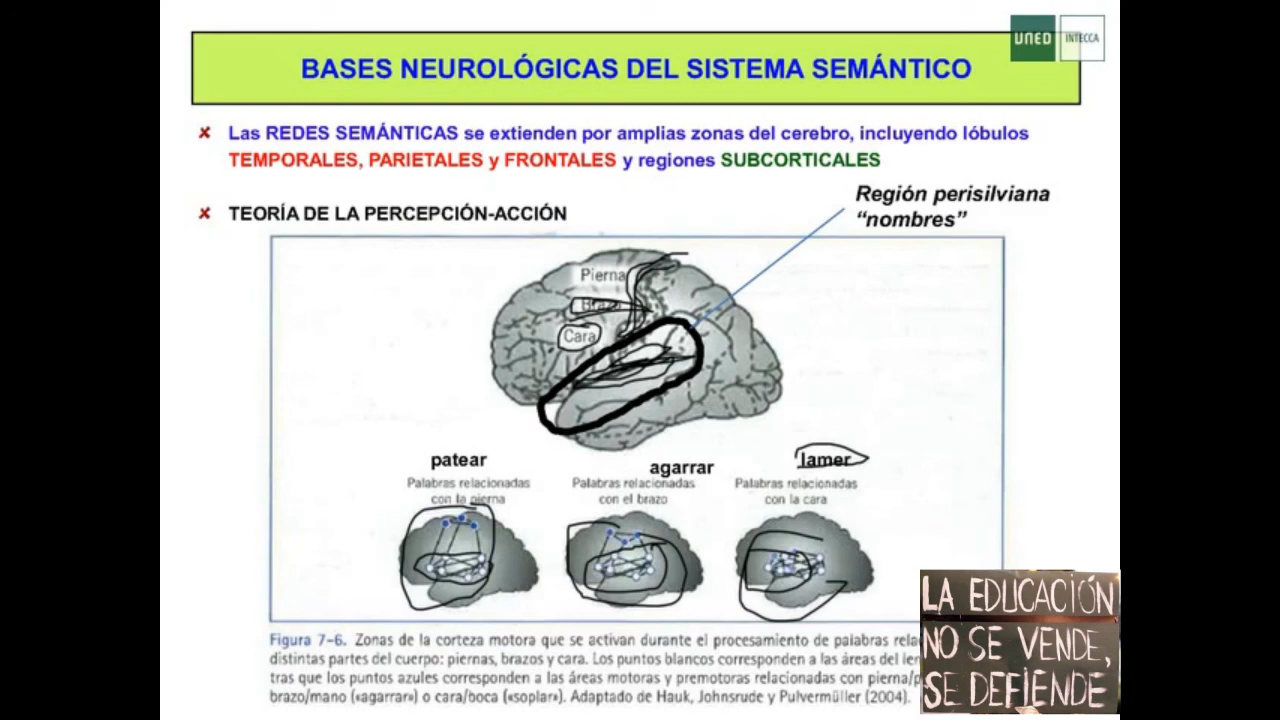 UNED
INTECCA
BASES NEUROLÓGICAS DEL SISTEMA SEMÁNTICO
Las REDES SEMÁNTICAS se extienden por amplias zonas del cerebro, incluyendo lóbulos
TEMPORALES, PARIETALES y FRONTALES y regiones SUBCORTICALES
Región perisilviana
“nombres”
TEORÍA DE LA PERCEPCIÓN-ACCIÓN
Pierna
Brazo
Cara
patear
agarrar
lamer
Palabras relacionadas
con la pierna
Palabras relacionadas
con el brazo
Palabras relacionadas
con la cara
Figura 7–6. Zonas de la corteza motora que se activan durante el procesamiento de palabras
distintas partes del cuerpo: piernas, brazos y cara. Los puntos blancos corresponden a las áreas del
tras que los puntos azules corresponden a las áreas motoras y premotoras relacionadas con
brazo/mano («agarrar») o cara/boca («soplar»). Adaptado de Hauk, Johnsrude y Pulvermüller (2004).
LA EDUCACIÓN
NO SE VENDE,
SE DEFIENDE